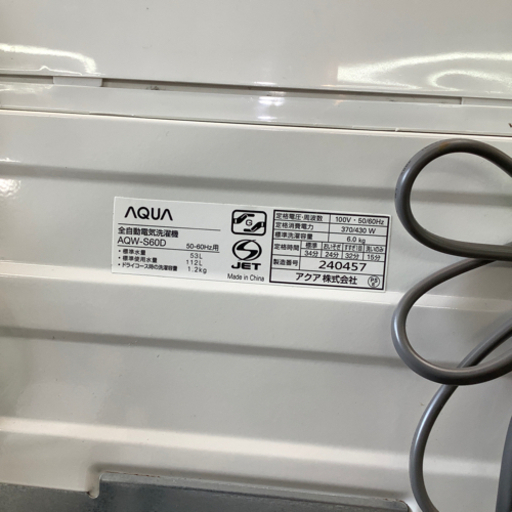 AQUA
全自動電気洗濯機
AQW-S60D 50-60Hz用
・標準水量 53L
・標準使用水量 112L
・ドライコース用の洗濯容量 1.2kg
JET
Made in China
定格電圧・周波数 100V・50/60Hz
定格消費電力 370/430 W
標準洗濯容量 6.0 kg
定格時間 標準 34分 24分 32分 15分
製造番号 240457
アクア 株式会社